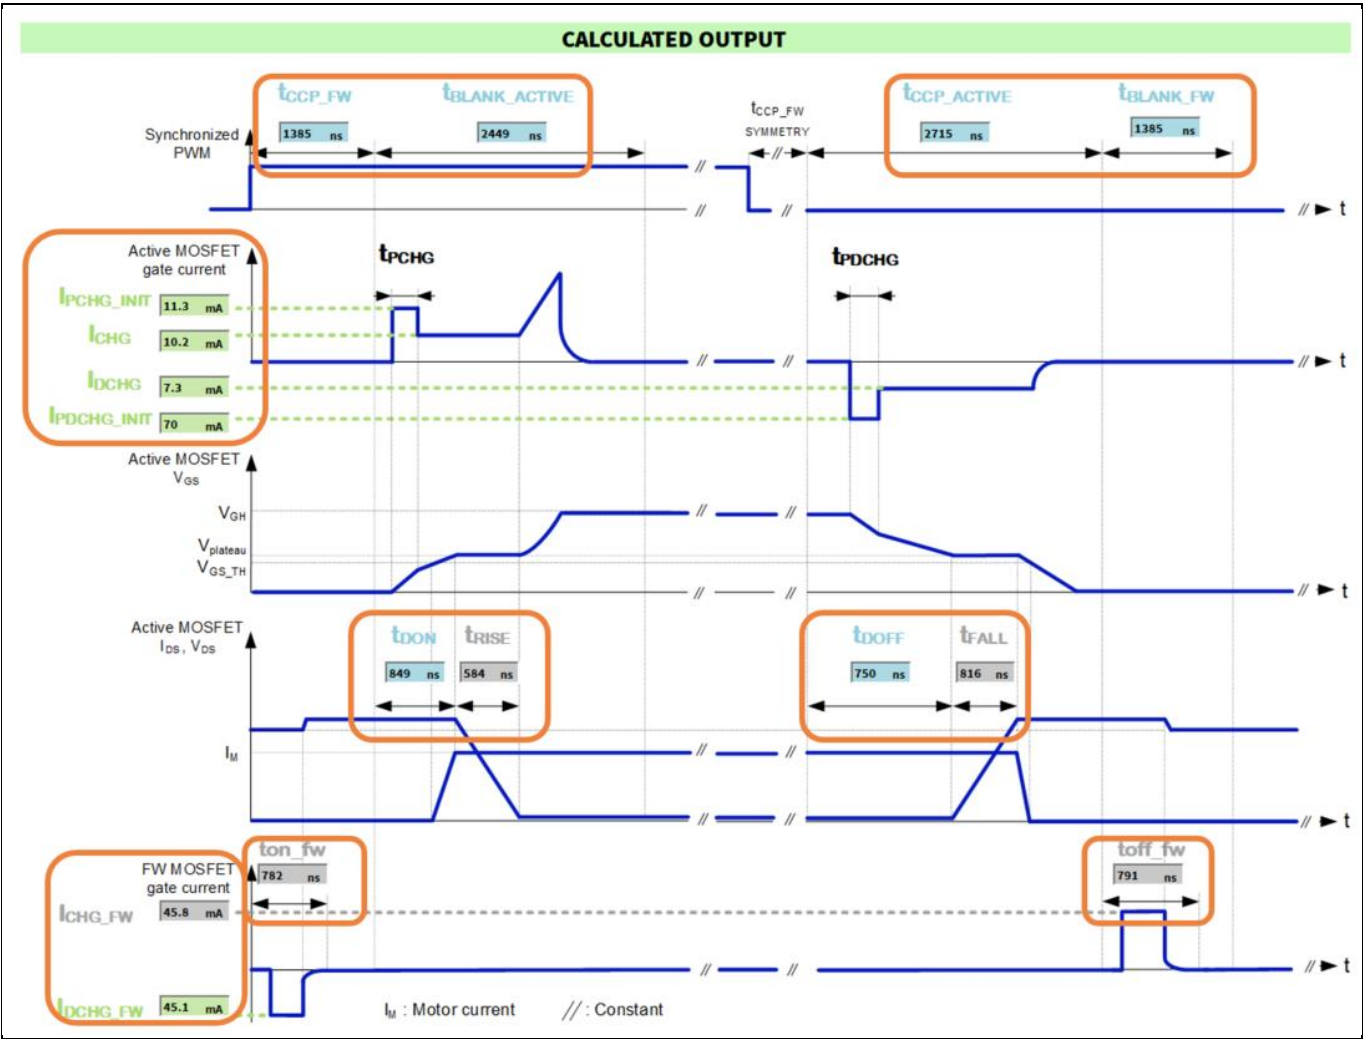 CALCULATED OUTPUT
tCCP_FW tBLANK_ACTIVE tCCP_FW SYMMETRY tCCP_ACTIVE tBLANK_FW
1385 ns 2449 ns 2715 ns 1385 ns
Synchronized
PWM
// // // t
Active MOSFET
gate current
tPCHG tPDCHG
IPCHG_INIT 11.3 mA
ICHG 10.2 mA
// // // t
IDCHG 7.3 mA
IPDCHG_INIT 70 mA
Active MOSFET
VGS
VGH // //
Vplateau
VGS_TH
// // // t
Active MOSFET
IDS, VDS
tDON tRISE tDOFF tFALL
849 ns 584 ns 750 ns 816 ns
IM // //
// // // t
ton_fw toff_fw
782 ns 791 ns
FW MOSFET
gate current
ICHG_FW 45.8 mA
// // // t
IDCHG_FW 45.1 mA
IM : Motor current // : Constant